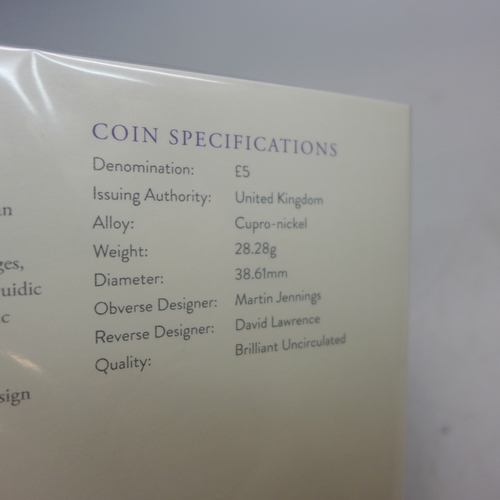 COIN SPECIFICATIONS
Denomination: £5
Issuing Authority: United Kingdom
Alloy: Cupro-nickel
Weight: 28.28g
Diameter: 38.61mm
Obverse Designer: Martin Jennings
Reverse Designer: David Lawrence
Quality: Brilliant Uncirculated